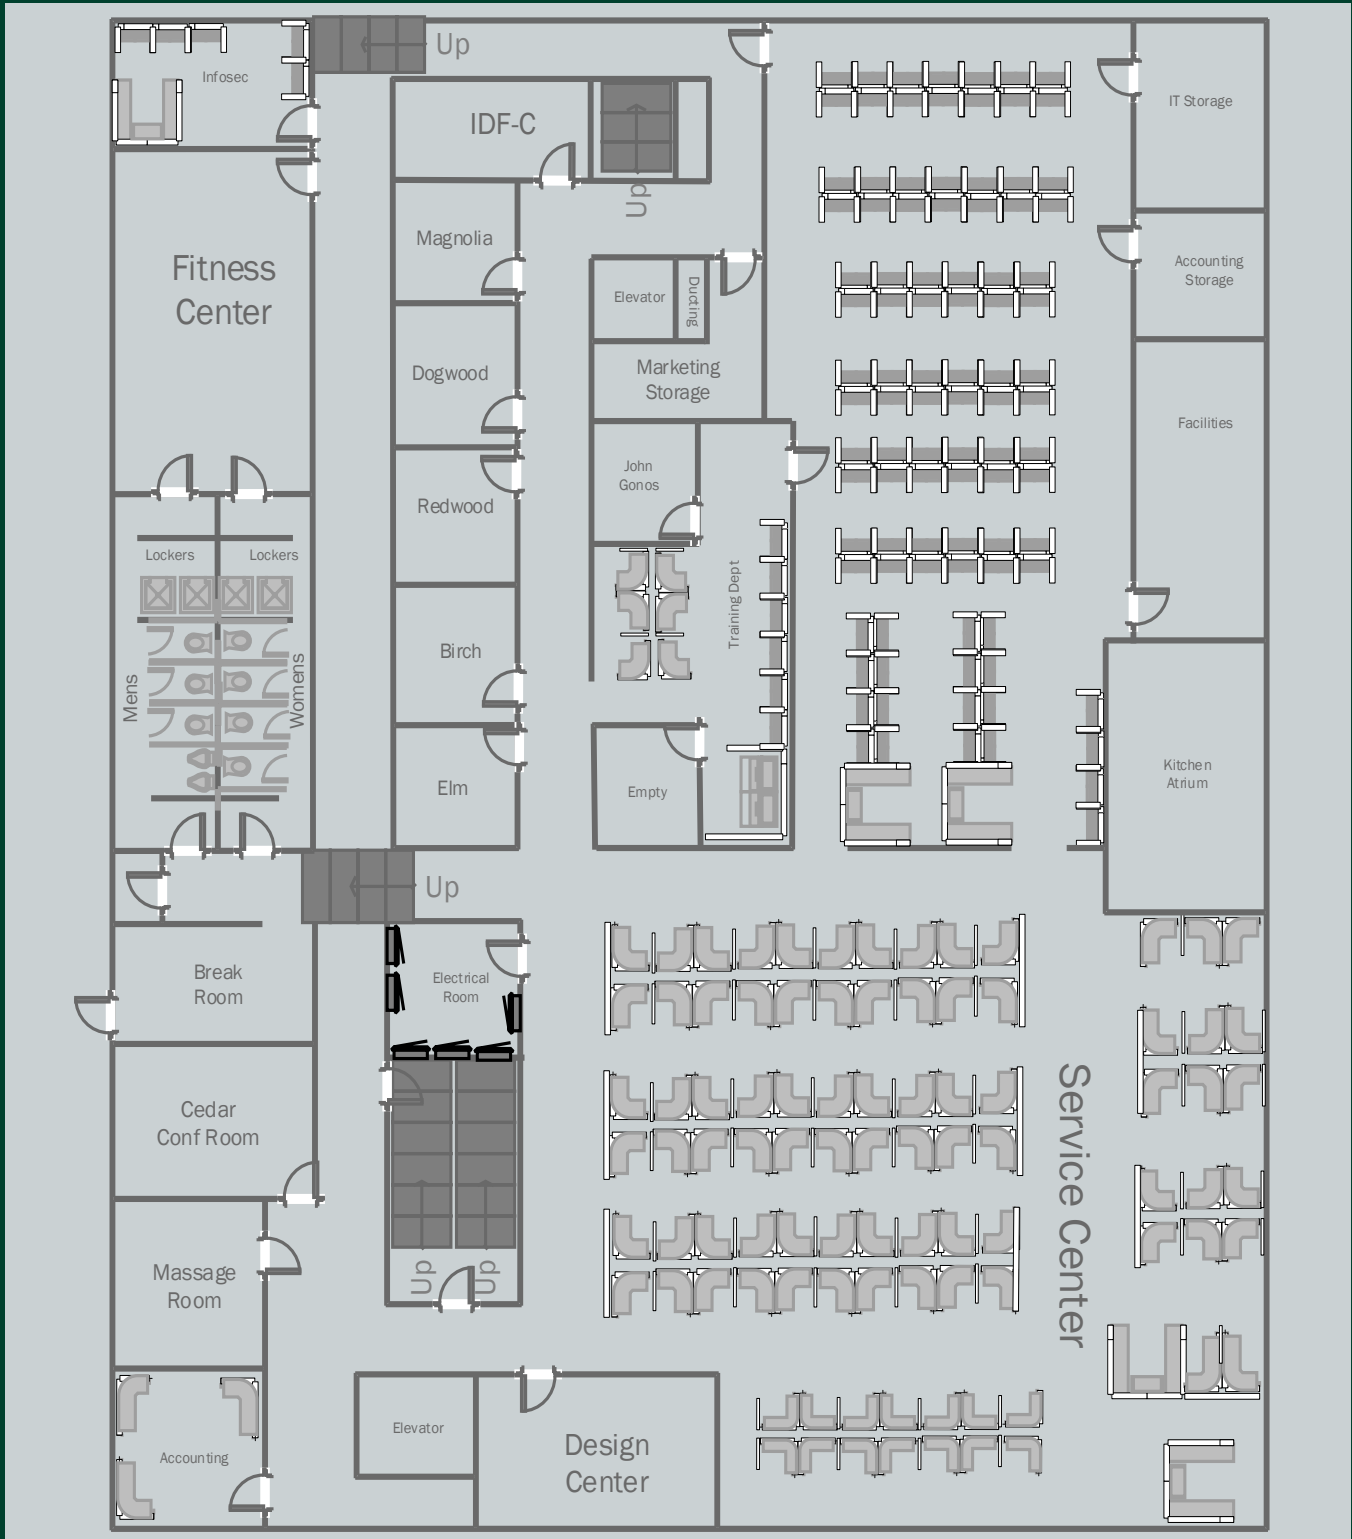 Up
Infosec
IDF-C
IT Storage
Up
Magnolia
Fitness
Center
Accounting
Storage
Elevator
Ducting
Dogwood
Marketing
Storage
Facilities
John
Gonos
Redwood
Lockers
Lockers
Training Dept
Birch
Mens
Womens
Kitchen
Atrium
Elm
Empty
Up
Break
Room
Electrical
Room
Cedar
Conf Room
Service Center
Massage
Room
Up
Up
Elevator
Design
Center
Accounting